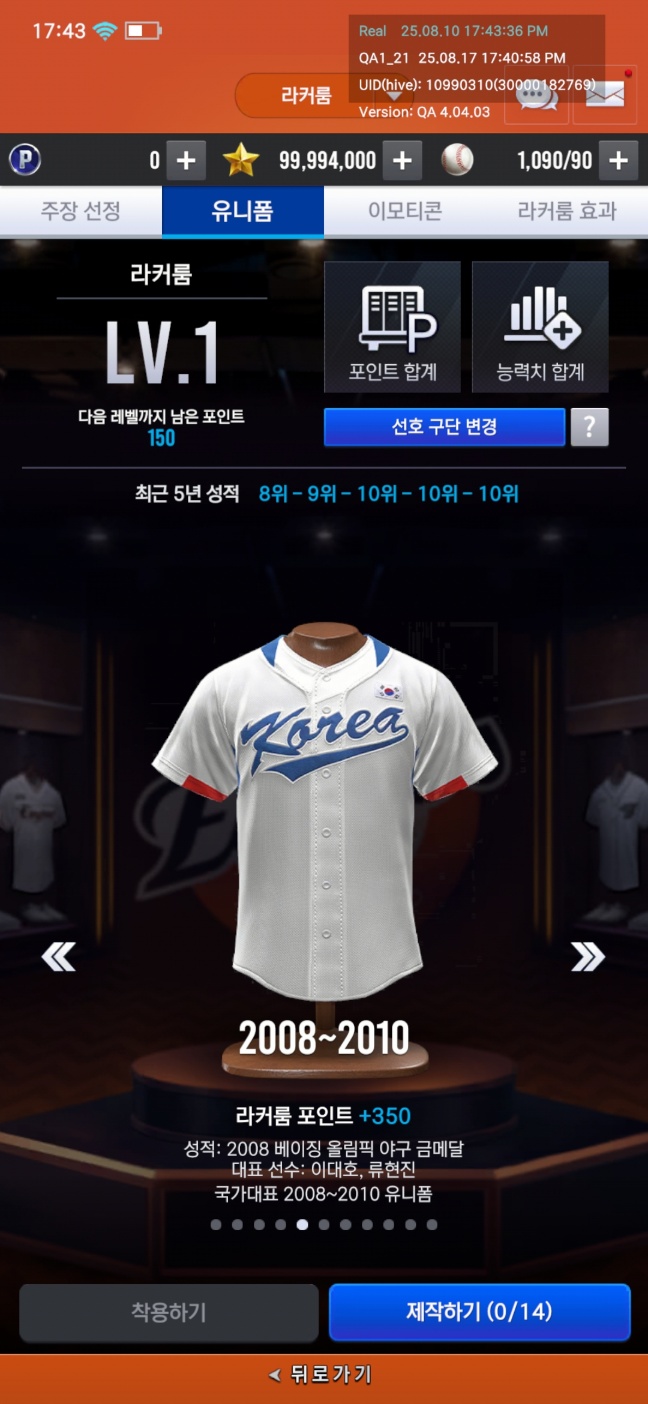 17:43
Real 25.08.10 17:43:36 PM
QA1_21 25.08.17 17:40:58 PM
UID(hive): 10990310(30000182769)
Version: QA 4.04.03
라커룸
P 0 + 99,994,000 + 1,090/90 +
주장 선정 유니폼 이모티콘 라커룸 효과
라커룸
LV.1
다음 레벨까지 남은 포인트
150
P
포인트 합계 능력치 합계
선호 구단 변경 ?
최근 5년 성적 8위 – 9위 – 10위 – 10위 – 10위
Korea
2008~2010
라커룸 포인트 +350
성적: 2008 베이징 올림픽 야구 금메달
대표 선수: 이대호, 류현진
국가대표 2008~2010 유니폼
착용하기 제작하기 (0/14)
뒤로가기